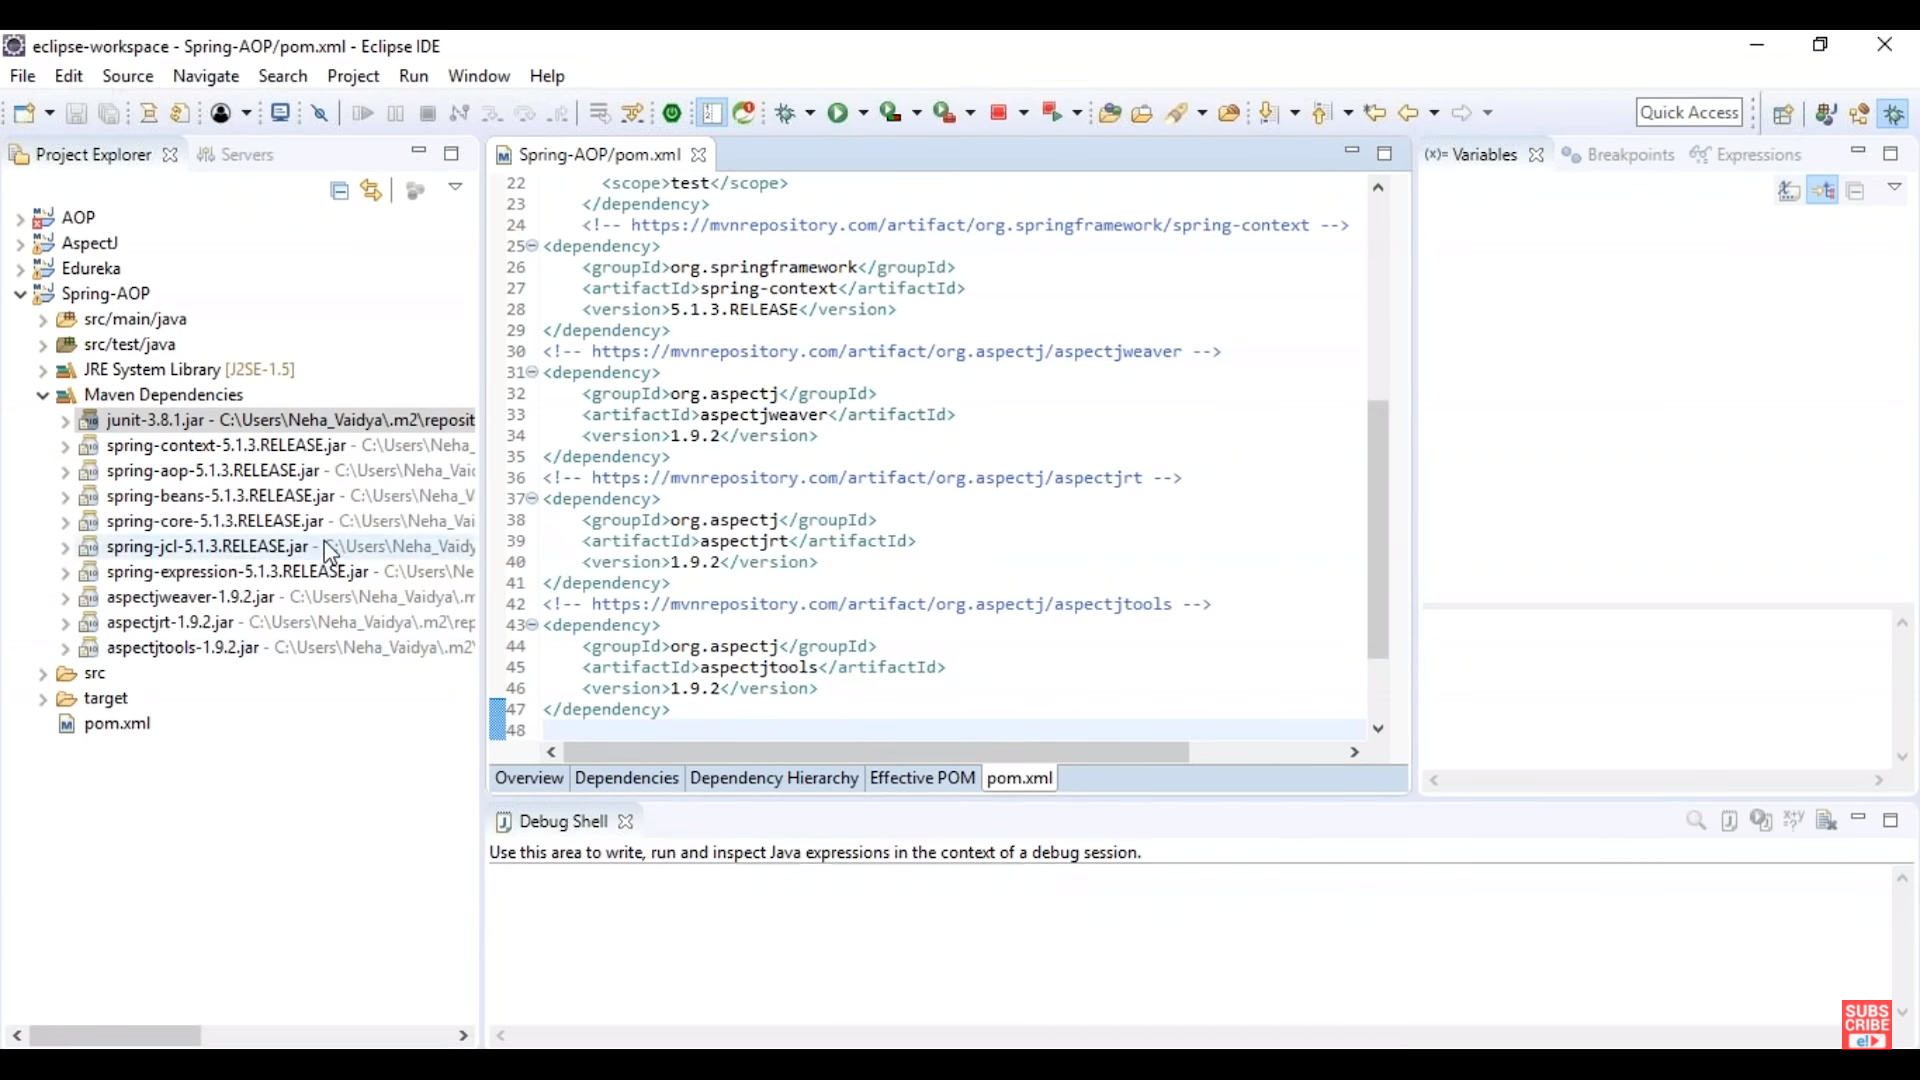 eclipse-workspace - Spring-AOP/pom.xml - Eclipse IDE
File Edit Source Navigate Search Project Run Window Help
Quick Access
Project Explorer Servers
AOP
AspectJ
Edureka
Spring-AOP
src/main/java
src/test/java
JRE System Library [J2SE-1.5]
Maven Dependencies
junit-3.8.1.jar - C:\Users\Neha_Vaidya\.m2\reposit
spring-context-5.1.3.RELEASE.jar - C:\Users\Neha_
spring-aop-5.1.3.RELEASE.jar - C:\Users\Neha_Vaid
spring-beans-5.1.3.RELEASE.jar - C:\Users\Neha_V
spring-core-5.1.3.RELEASE.jar - C:\Users\Neha_Vai
spring-jcl-5.1.3.RELEASE.jar - C:\Users\Neha_Vaidy
spring-expression-5.1.3.RELEASE.jar - C:\Users\Ne
aspectjweaver-1.9.2.jar - C:\Users\Neha_Vaidya\.m
aspectjrt-1.9.2.jar - C:\Users\Neha_Vaidya\.m2\rep
aspectjtools-1.9.2.jar - C:\Users\Neha_Vaidya\.m2\
src
target
pom.xml
Spring-AOP/pom.xml
22 <scope>test</scope>
23 </dependency>
24 <!-- https://mvnrepository.com/artifact/org.springframework/spring-context -->
25 <dependency>
26 <groupId>org.springframework</groupId>
27 <artifactId>spring-context</artifactId>
28 <version>5.1.3.RELEASE</version>
29 </dependency>
30 <!-- https://mvnrepository.com/artifact/org.aspectj/aspectjweaver -->
31 <dependency>
32 <groupId>org.aspectj</groupId>
33 <artifactId>aspectjweaver</artifactId>
34 <version>1.9.2</version>
35 </dependency>
36 <!-- https://mvnrepository.com/artifact/org.aspectj/aspectjrt -->
37 <dependency>
38 <groupId>org.aspectj</groupId>
39 <artifactId>aspectjrt</artifactId>
40 <version>1.9.2</version>
41 </dependency>
42 <!-- https://mvnrepository.com/artifact/org.aspectj/aspectjtools -->
43 <dependency>
44 <groupId>org.aspectj</groupId>
45 <artifactId>aspectjtools</artifactId>
46 <version>1.9.2</version>
47 </dependency>
48
Overview Dependencies Dependency Hierarchy Effective POM pom.xml
(x)= Variables Breakpoints Expressions
Debug Shell
Use this area to write, run and inspect Java expressions in the context of a debug session.
SUBS
CRIBE
e!